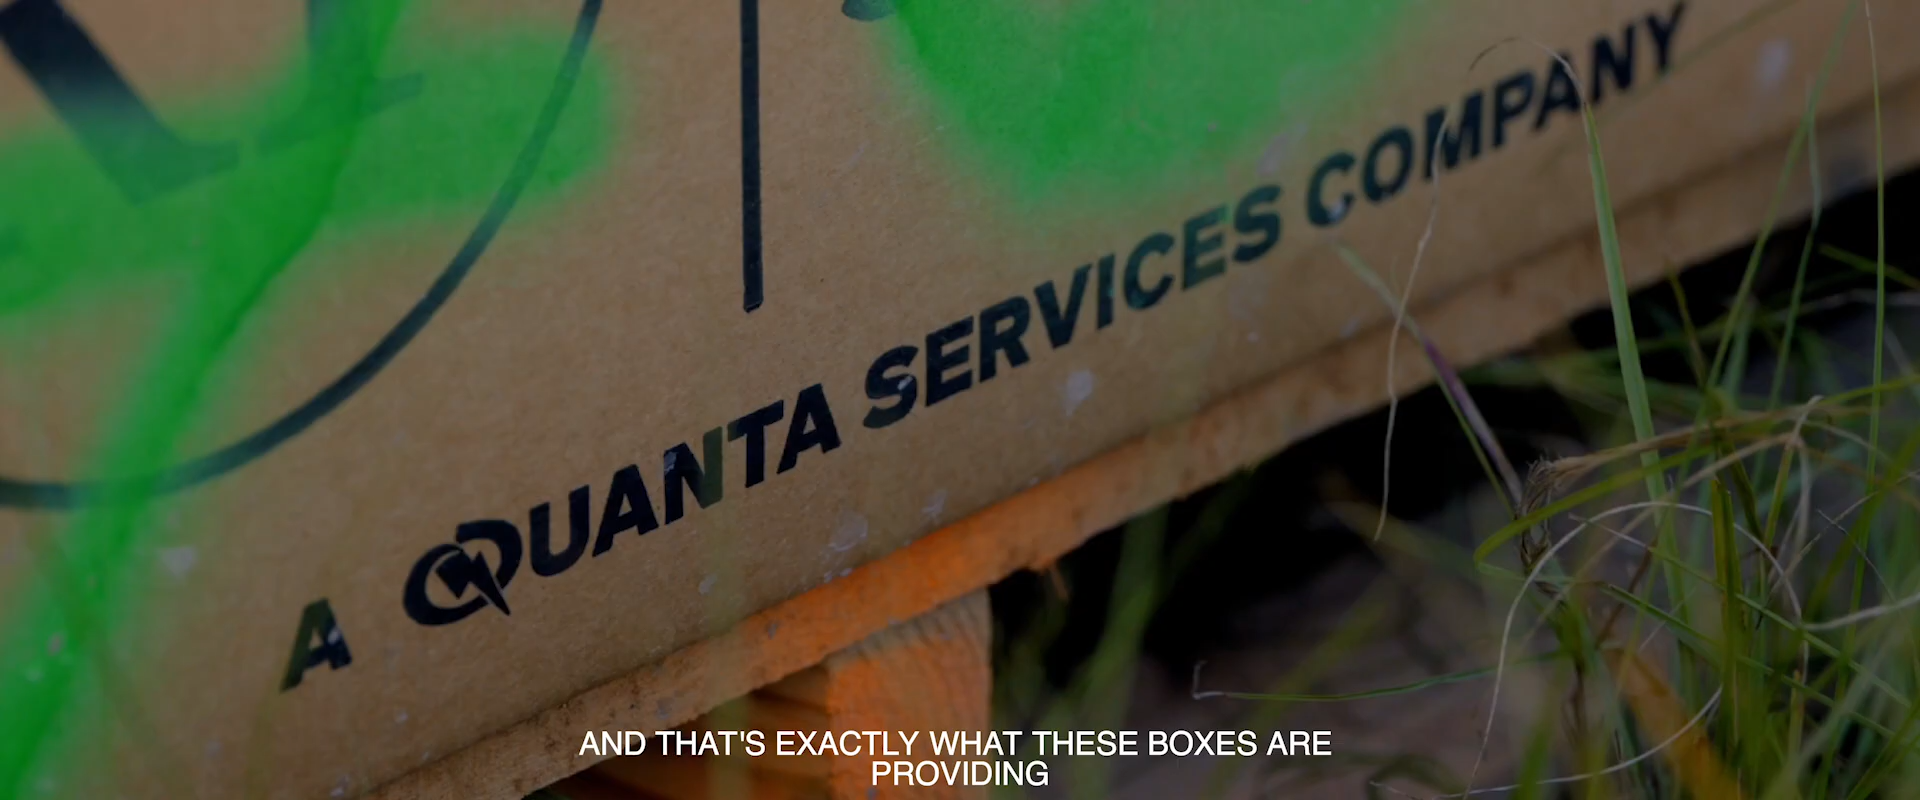 A QUANTA SERVICES COMPANY
AND THAT'S EXACTLY WHAT THESE BOXES ARE
PROVIDING